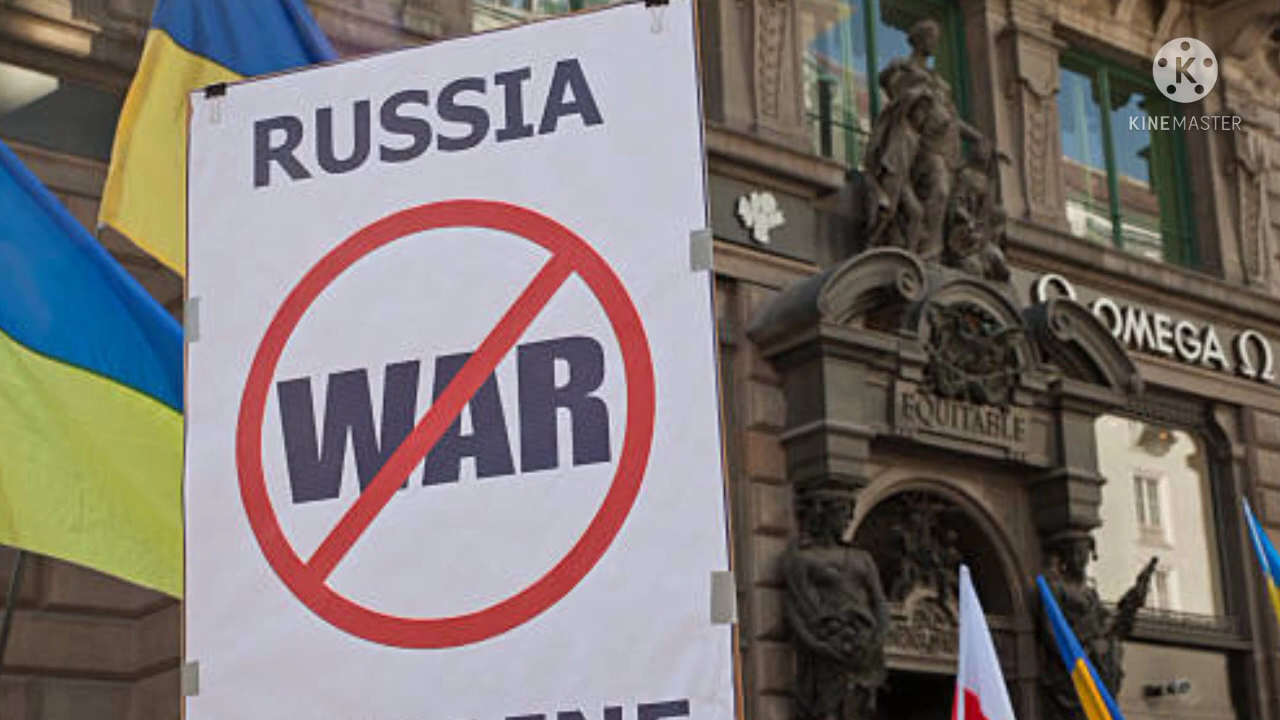 RUSSIA
WAR
KINEMASTER
Ω OMEGA Ω
EQUITABLE